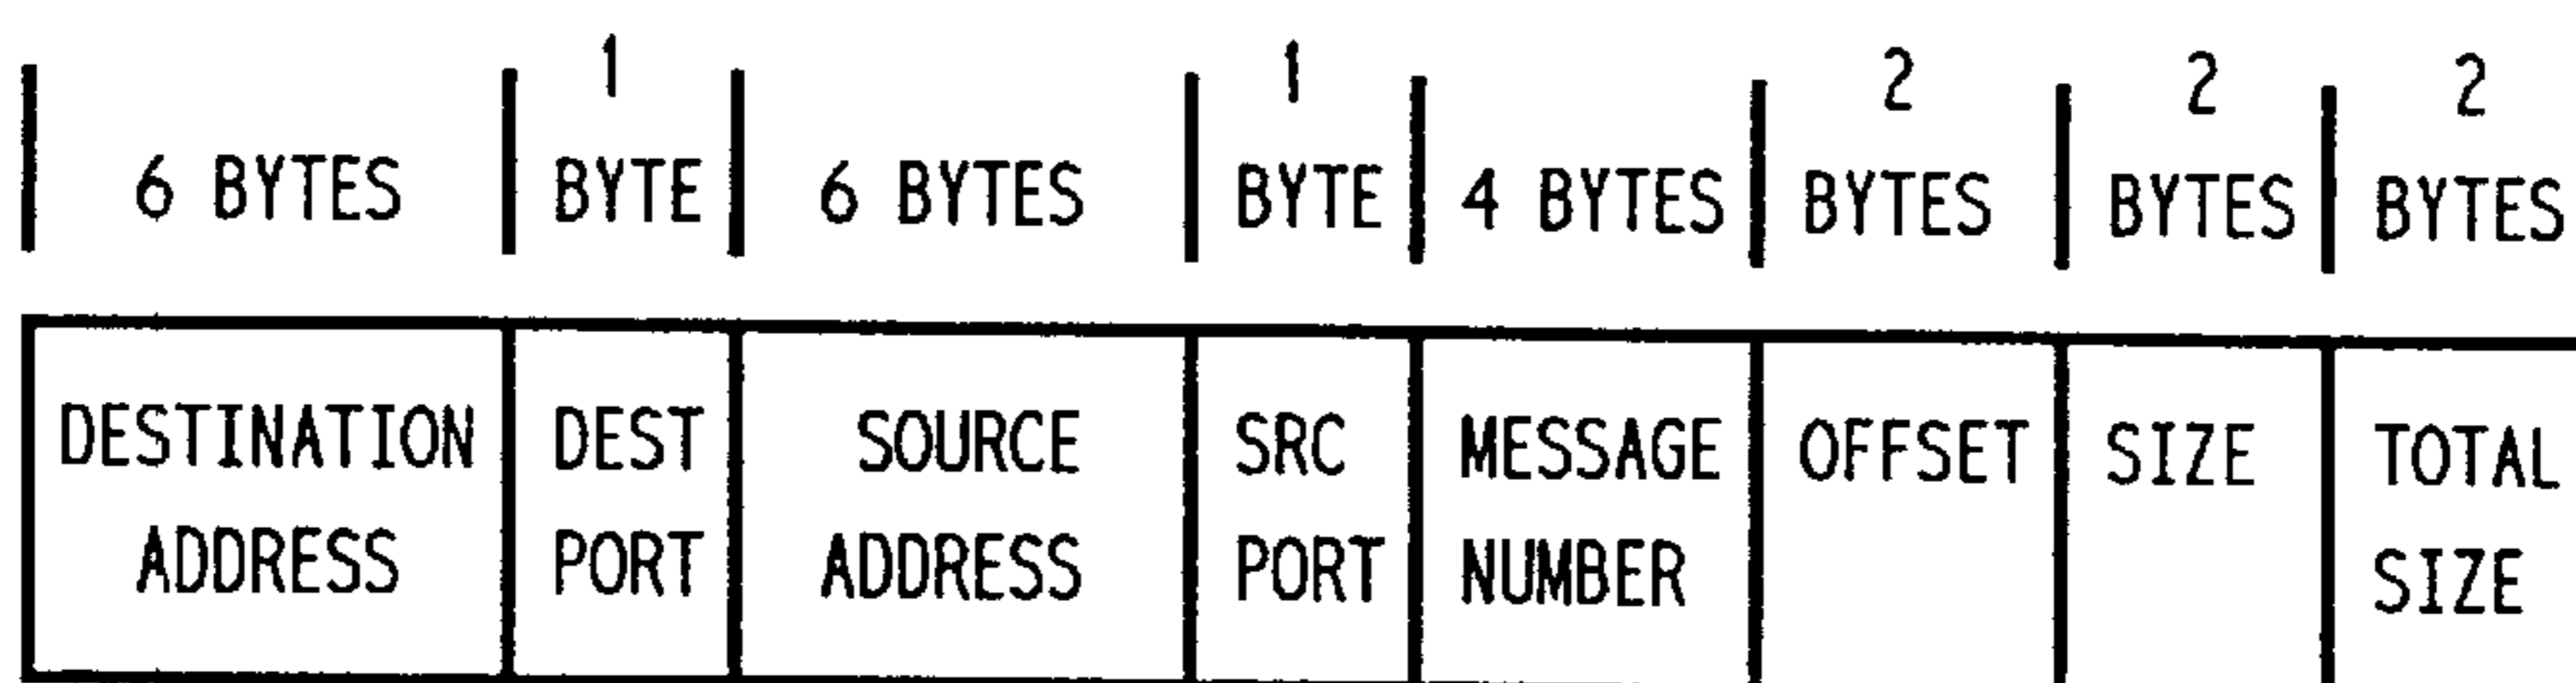 1 1 2 2 2
6 BYTES BYTE 6 BYTES BYTE 4 BYTES BYTES BYTES BYTES
DESTINATION DEST SOURCE SRC MESSAGE OFFSET SIZE TOTAL
ADDRESS PORT ADDRESS PORT NUMBER SIZE